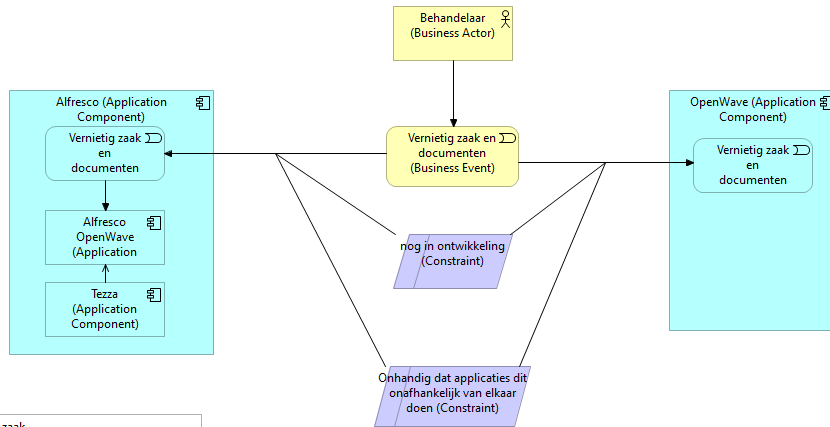 Behandelaar
(Business Actor)
Alfresco (Application
Component)
Vernietig zaak
en
documenten
Alfresco
OpenWave
(Application
Tezza
(Application
Component)
Vernietig zaak en
documenten
(Business Event)
OpenWave (Application
Component)
Vernietig zaak
en
documenten
nog in ontwikkeling
(Constraint)
Onhandig dat applicaties dit
onafhankelijk van elkaar
doen (Constraint)
zaak